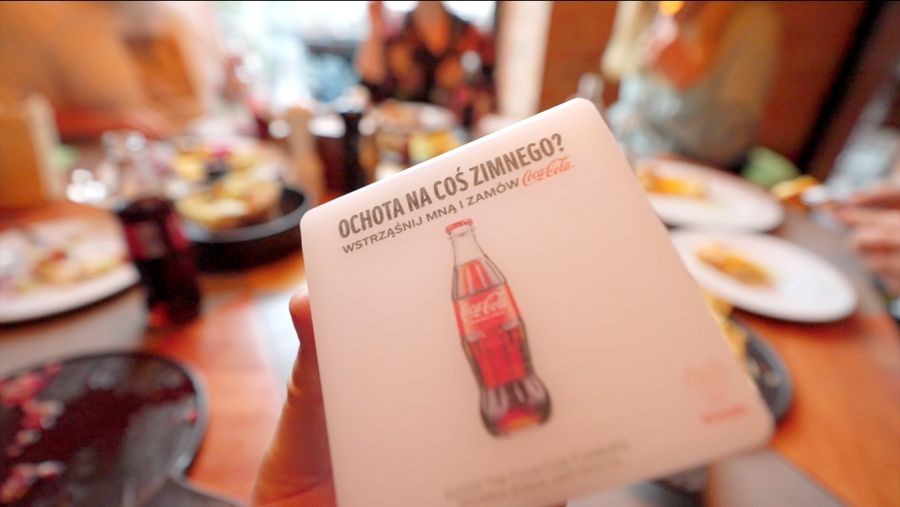 OCHOTA NA COŚ ZIMNEGO?
WSTRZĄŚNIJ MNĄ I ZAMÓW Coca-Cola.
Coca-Cola